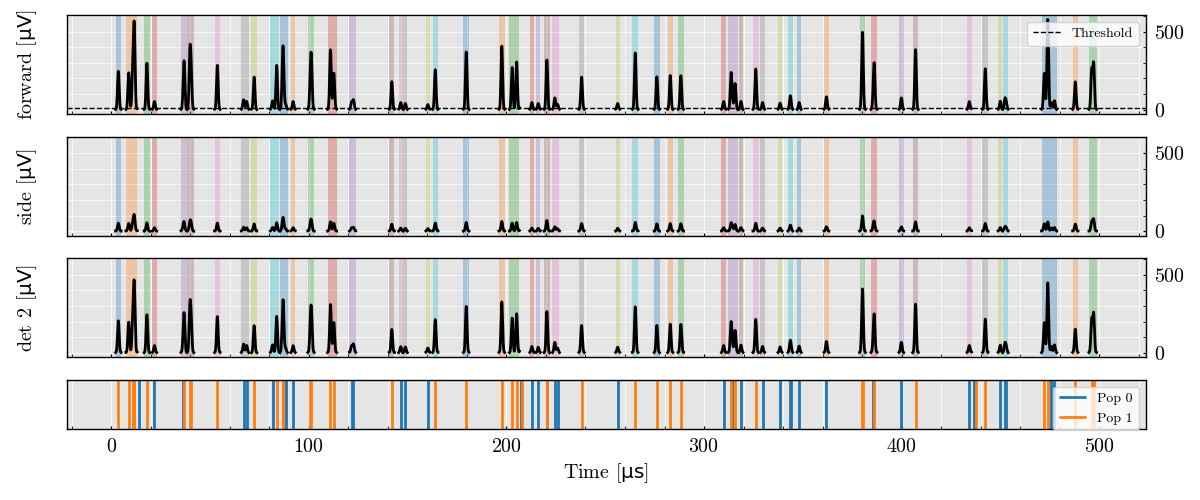 forward [μV]
Threshold
500
0
side [μV]
500
0
det 2 [μV]
500
0
Pop 0
Pop 1
0 100 200 300 400 500
Time [μs]